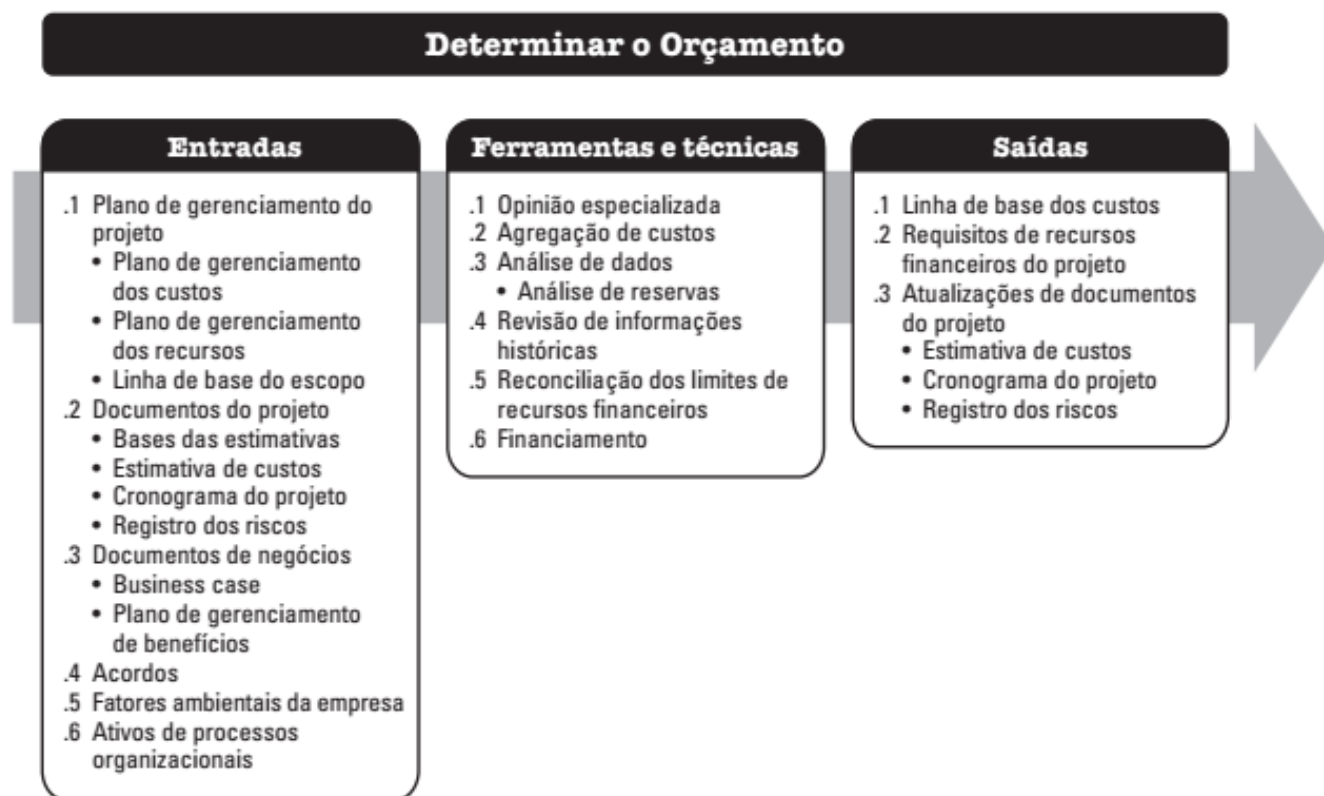 Determinar o Orçamento
Entradas
.1 Plano de gerenciamento do
projeto
• Plano de gerenciamento
dos custos
• Plano de gerenciamento
dos recursos
• Linha de base do escopo
.2 Documentos do projeto
• Bases das estimativas
• Estimativa de custos
• Cronograma do projeto
• Registro dos riscos
.3 Documentos de negócios
• Business case
• Plano de gerenciamento
de benefícios
.4 Acordos
.5 Fatores ambientais da empresa
.6 Ativos de processos
organizacionais
Ferramentas e técnicas
.1 Opinião especializada
.2 Agregação de custos
.3 Análise de dados
• Análise de reservas
.4 Revisão de informações
históricas
.5 Reconciliação dos limites de
recursos financeiros
.6 Financiamento
Saídas
.1 Linha de base dos custos
.2 Requisitos de recursos
financeiros do projeto
.3 Atualizações de documentos
do projeto
• Estimativa de custos
• Cronograma do projeto
• Registro dos riscos